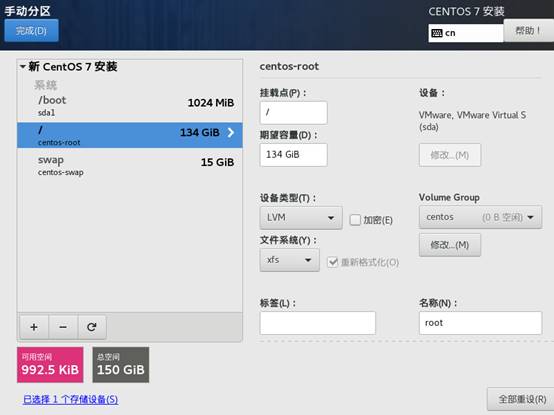 手动分区
CENTOS 7 安装
完成(D)
cn
帮助！
新 CentOS 7 安装
系统
/boot
1024 MiB
sda1
/
134 GiB
centos-root
swap
15 GiB
centos-swap
+ − 
可用空间
992.5 KiB
总空间
150 GiB
已选择 1 个存储设备(S)
centos-root
挂载点(P)：
/
设备：
VMware, VMware Virtual S
(sda)
期望容量(D)：
134 GiB
修改...(M)
设备类型(T)：
LVM
加密(E)
Volume Group
centos (0 B 空闲)
文件系统(Y)：
xfs
重新格式化(O)
修改...(M)
标签(L)：
名称(N)：
root
全部重设(R)